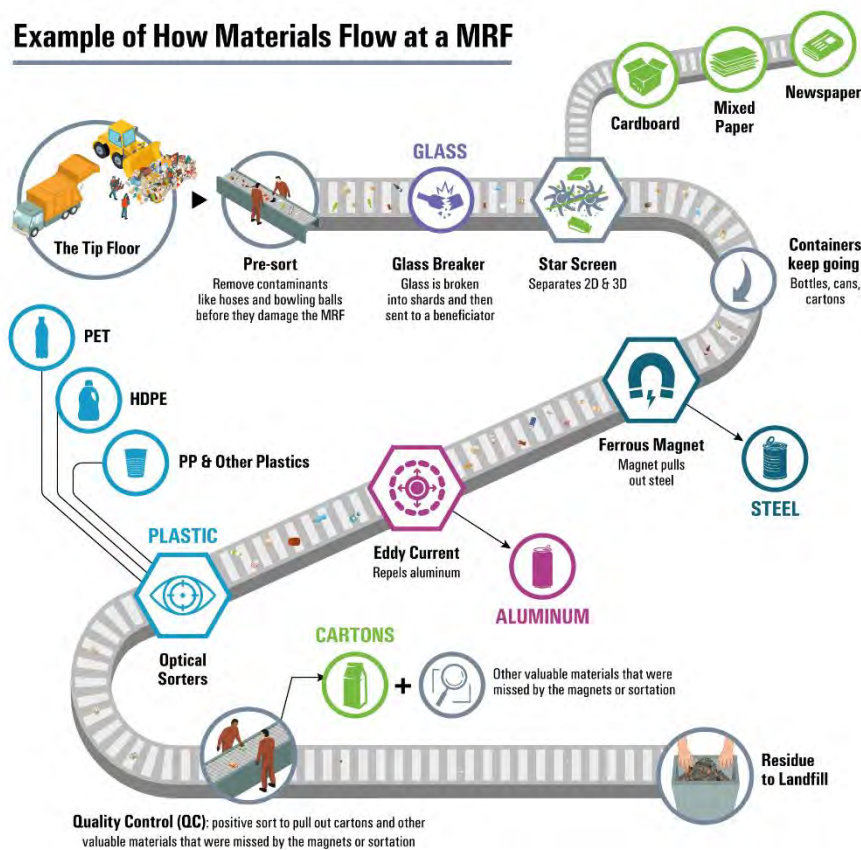 Example of How Materials Flow at a MRF
Cardboard
Mixed
Paper
Newspaper
The Tip Floor
Pre-sort
Remove contaminants
like hoses and bowling balls
before they damage the MRF
GLASS
Glass Breaker
Glass is broken
into shards and then
sent to a beneficiator
Star Screen
Separates 2D & 3D
Containers
keep going
Bottles, cans,
cartons
PET
HDPE
PP & Other Plastics
Ferrous Magnet
Magnet pulls
out steel
STEEL
Eddy Current
Repels aluminum
ALUMINUM
PLASTIC
Optical
Sorters
CARTONS
+
Other valuable materials that were
missed by the magnets or sortation
Residue
to Landfill
Quality Control (QC): positive sort to pull out cartons and other
valuable materials that were missed by the magnets or sortation